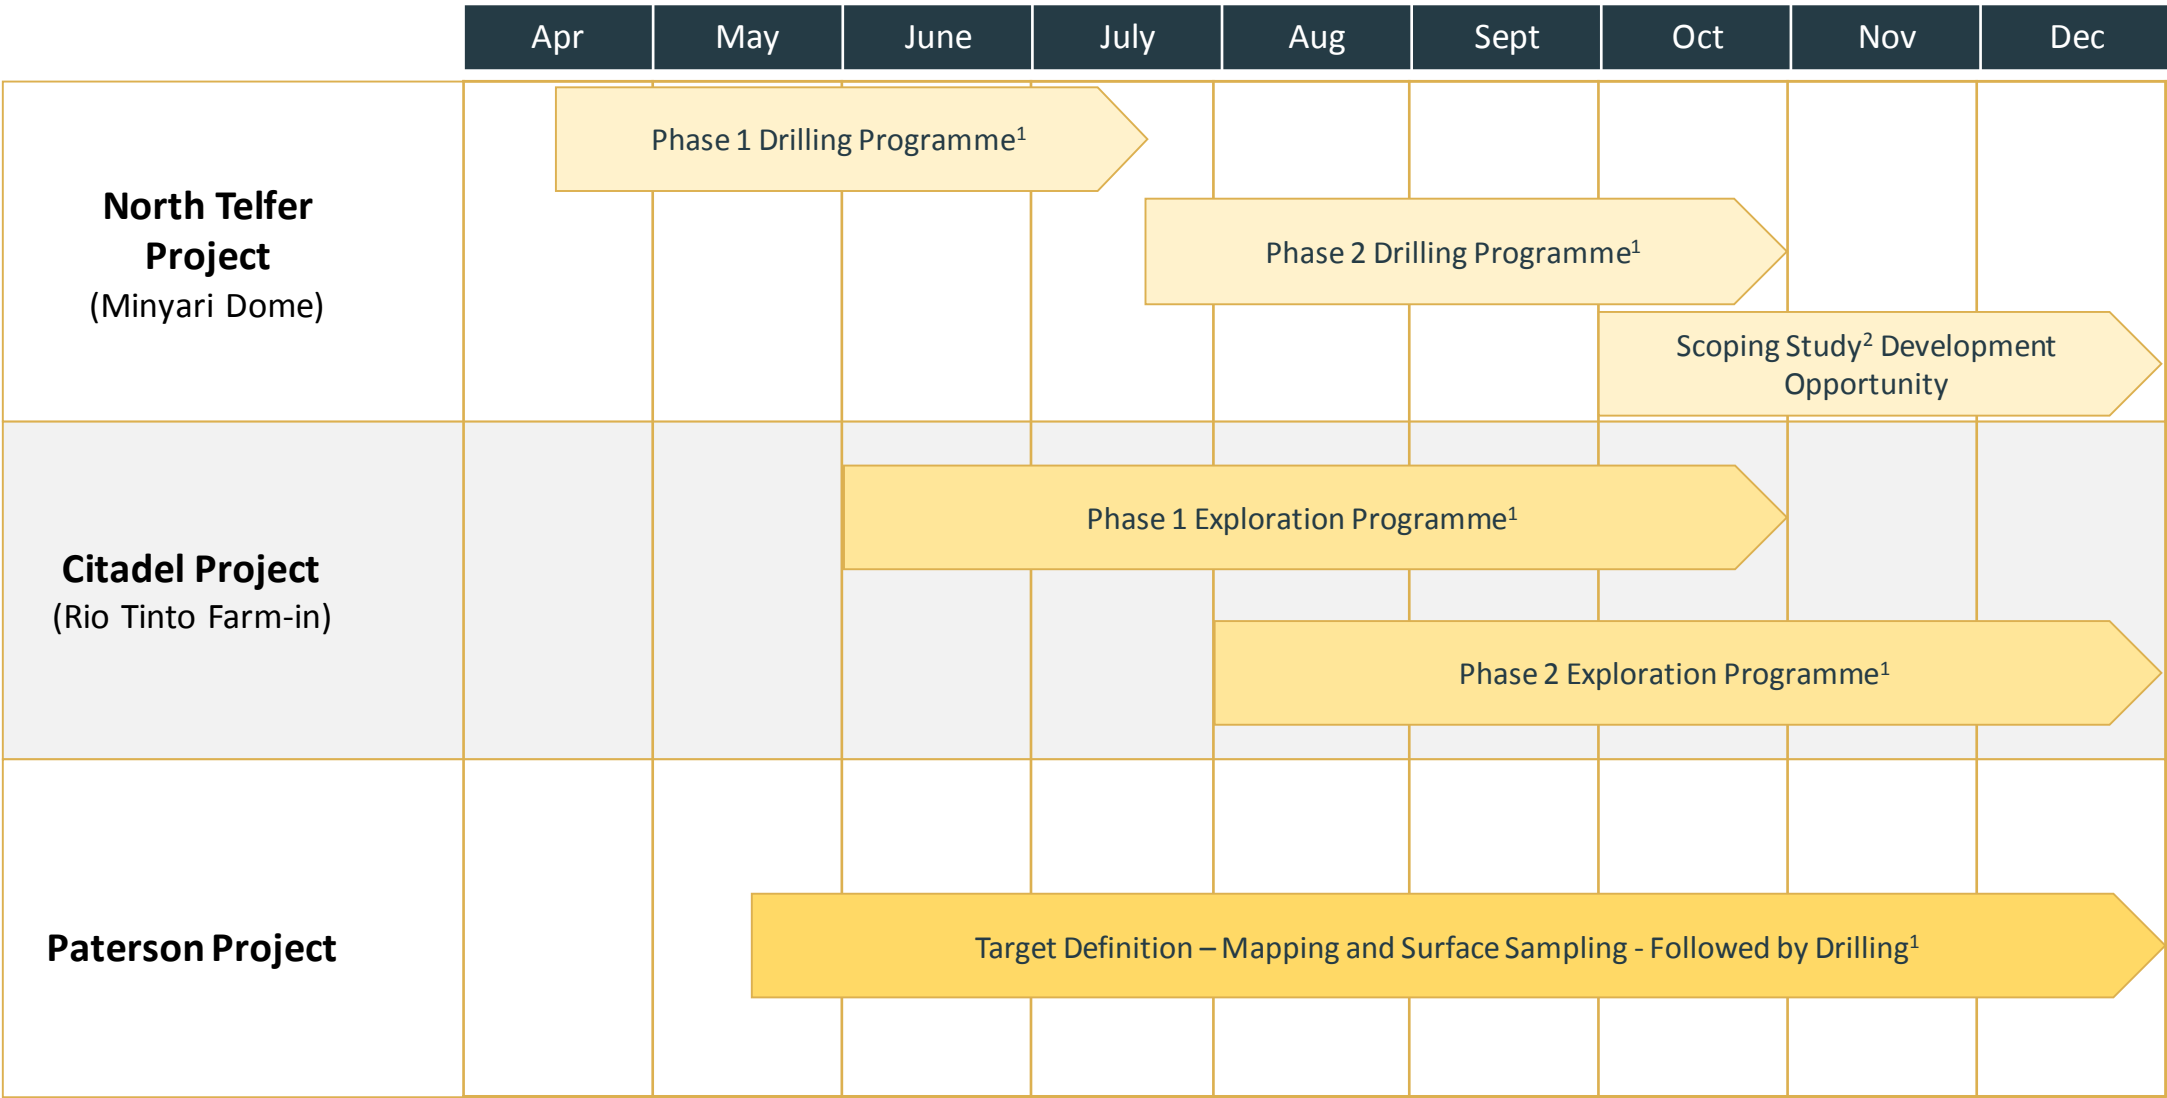 Apr May June July Aug Sept Oct Nov Dec
North Telfer
Project
(Minyari Dome)
Phase 1 Drilling Programme¹
Phase 2 Drilling Programme¹
Scoping Study² Development
Opportunity
Citadel Project
(Rio Tinto Farm-in)
Phase 1 Exploration Programme¹
Phase 2 Exploration Programme¹
Paterson Project
Target Definition – Mapping and Surface Sampling - Followed by Drilling¹